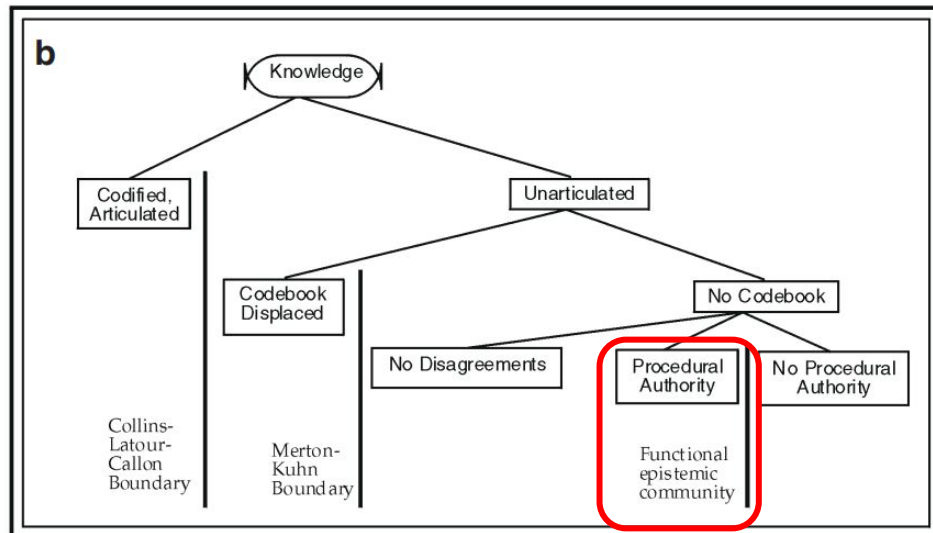 b
Knowledge
Codified,
Articulated
Unarticulated
Codebook
Displaced
No Codebook
No Disagreements
Procedural
Authority
No Procedural
Authority
Collins-
Latour-
Callon
Boundary
Merton-
Kuhn
Boundary
Functional
epistemic
community